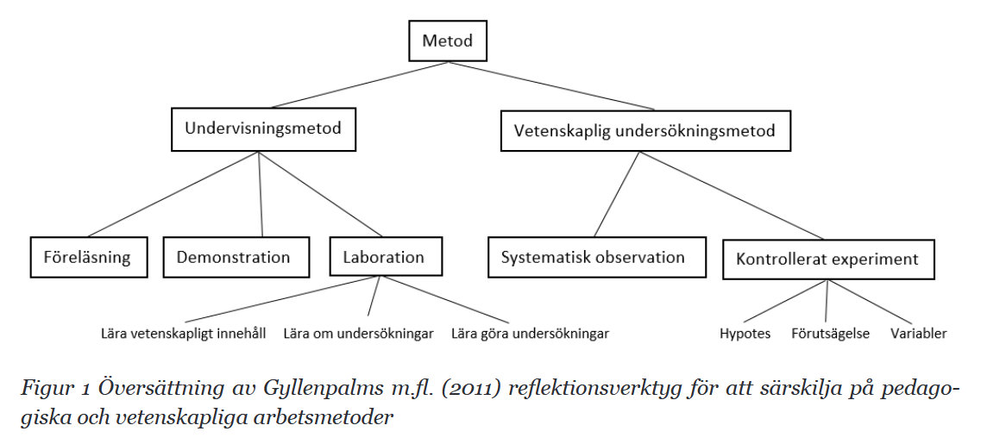 Metod
Undervisningsmetod
Vetenskaplig undersökningsmetod
Föreläsning
Demonstration
Laboration
Systematisk observation
Kontrollerat experiment
Lära vetenskapligt innehåll
Lära om undersökningar
Lära göra undersökningar
Hypotes
Förutsägelse
Variabler
Figur 1 Översättning av Gyllenpalms m.fl. (2011) reflektionsverktyg för att särskilja på pedago-
giska och vetenskapliga arbetsmetoder